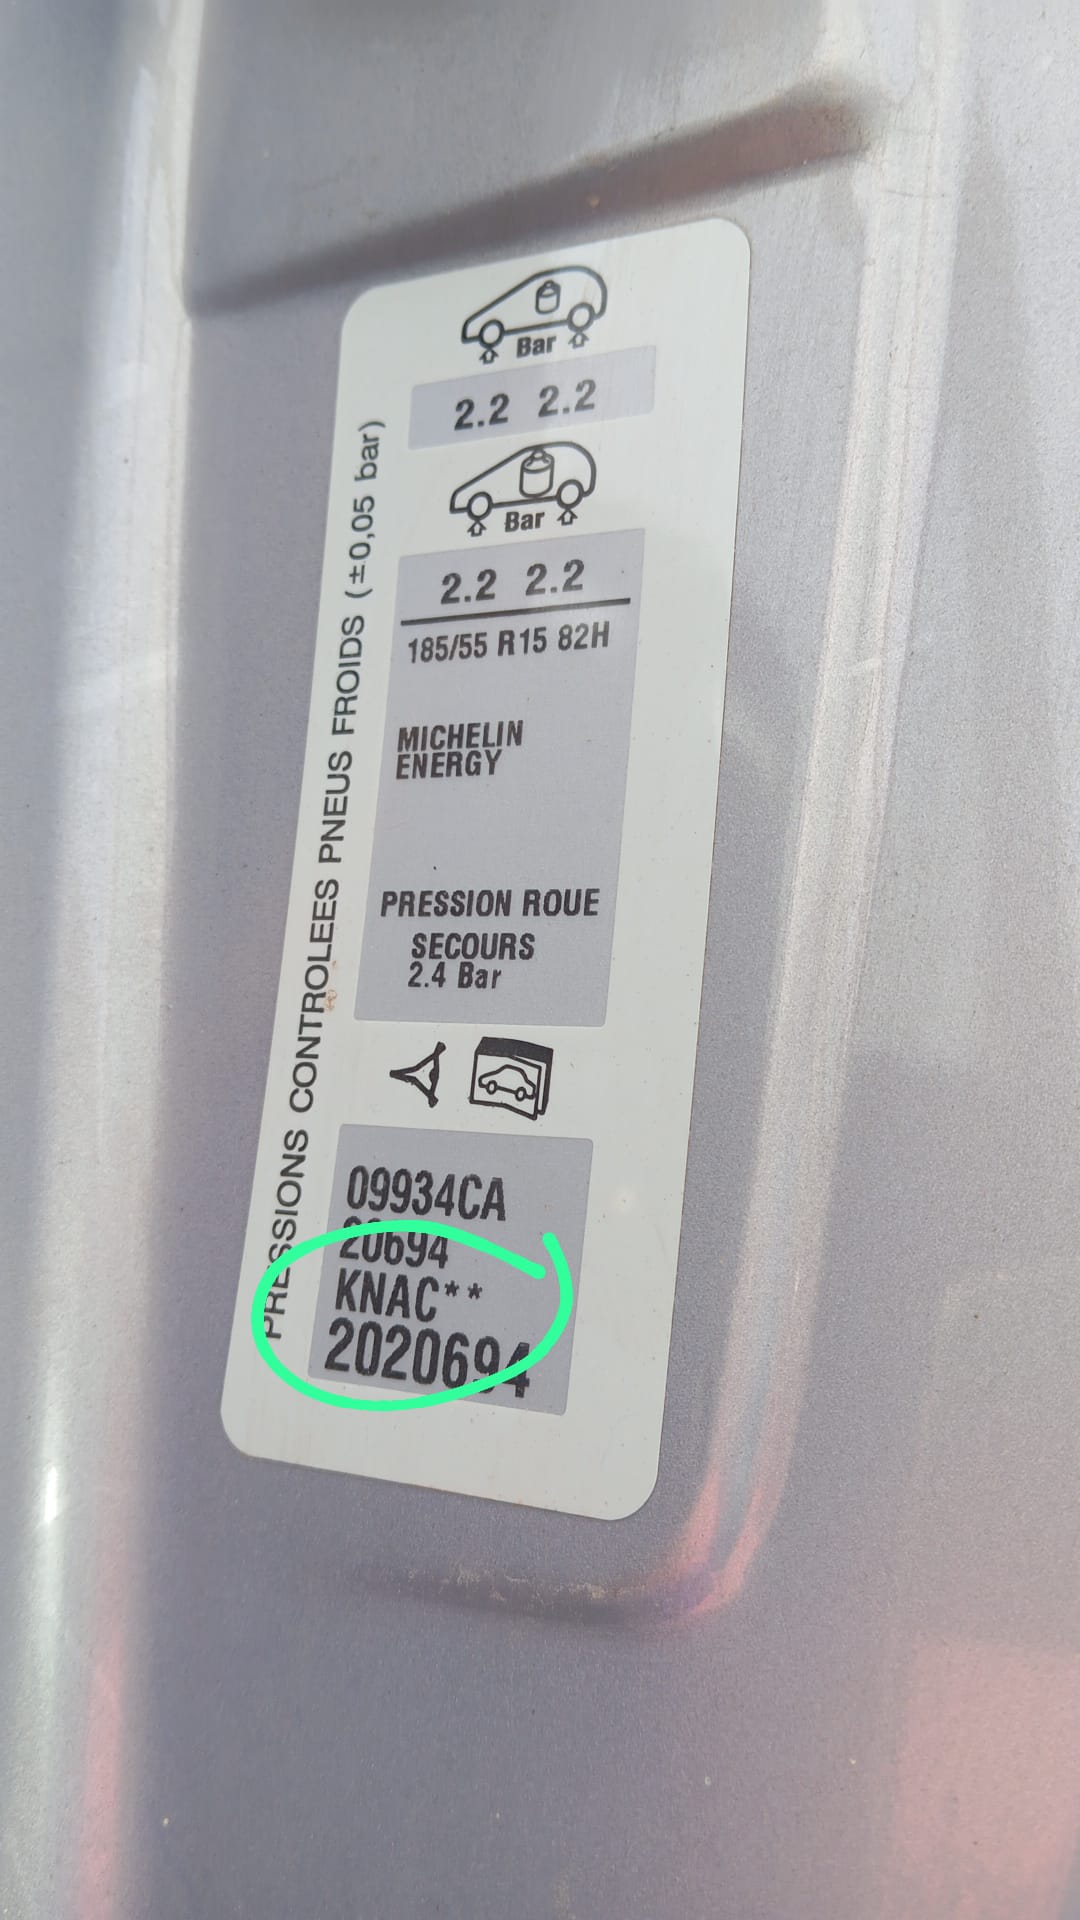 Bar
2.2 2.2
Bar
2.2 2.2
185/55 R15 82H
MICHELIN
ENERGY
PRESSION ROUE
SECOURS
2.4 Bar
PRESSIONS CONTROLEES PNEUS FROIDS (±0,05 bar)
09934CA
20694
KNAC**
2020694